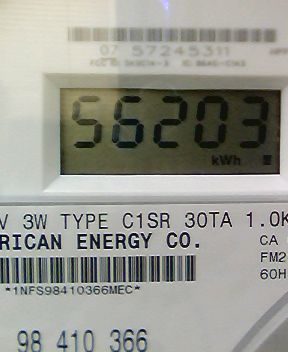 07 57245311
56203
kWh
V 3W TYPE C1SR 30TA 1.0K
RICAN ENERGY CO.
CA
FM2
60H
*1NFS98410366MEC*
98 410 366